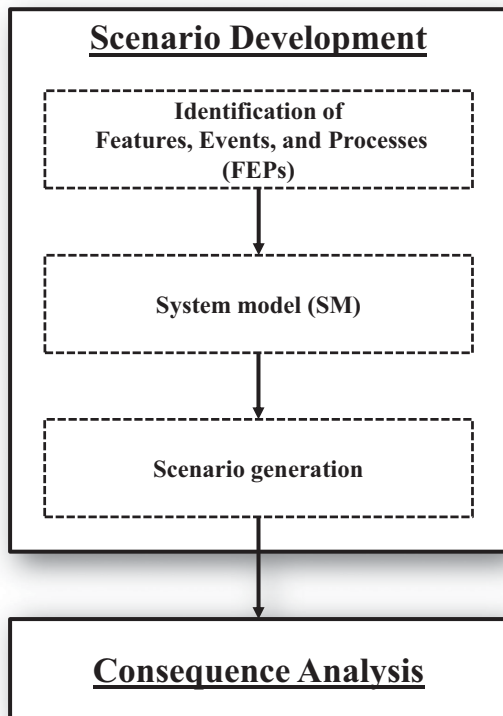 Scenario Development
Identification of
Features, Events, and Processes
(FEPs)
System model (SM)
Scenario generation
Consequence Analysis